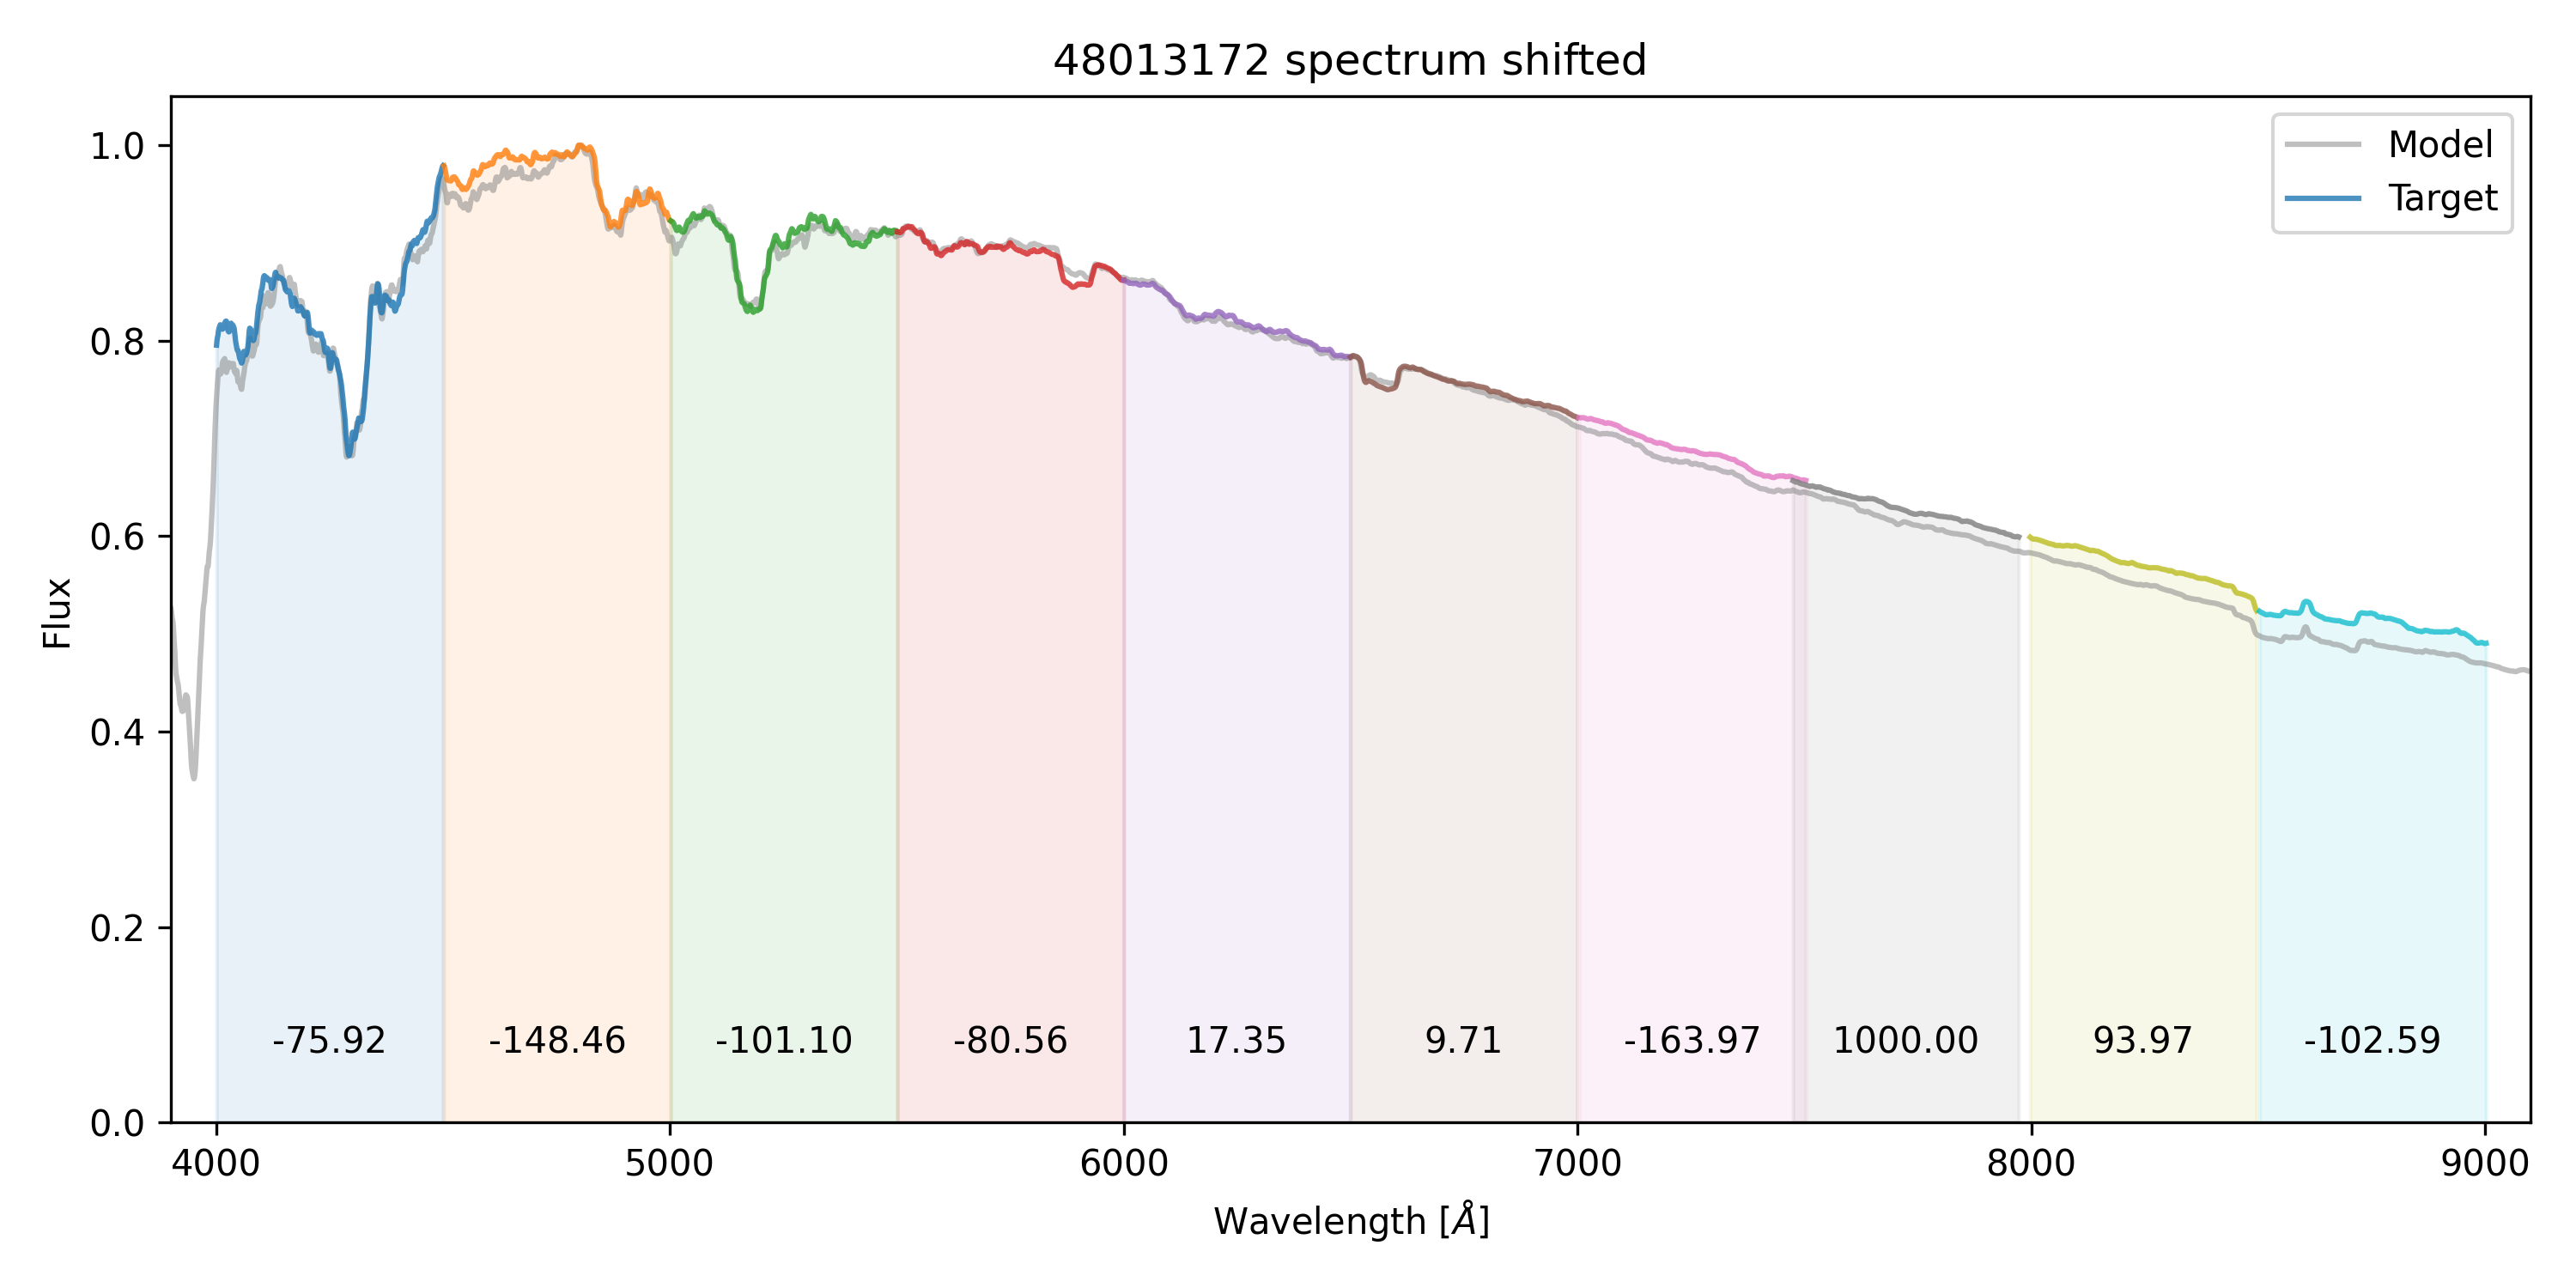 48013172 spectrum shifted
Model
Target
Flux
1.0
0.8
0.6
0.4
0.2
0.0
-75.92 -148.46 -101.10 -80.56 17.35 9.71 -163.97 1000.00 93.97 -102.59
4000 5000 6000 7000 8000 9000
Wavelength [Å]